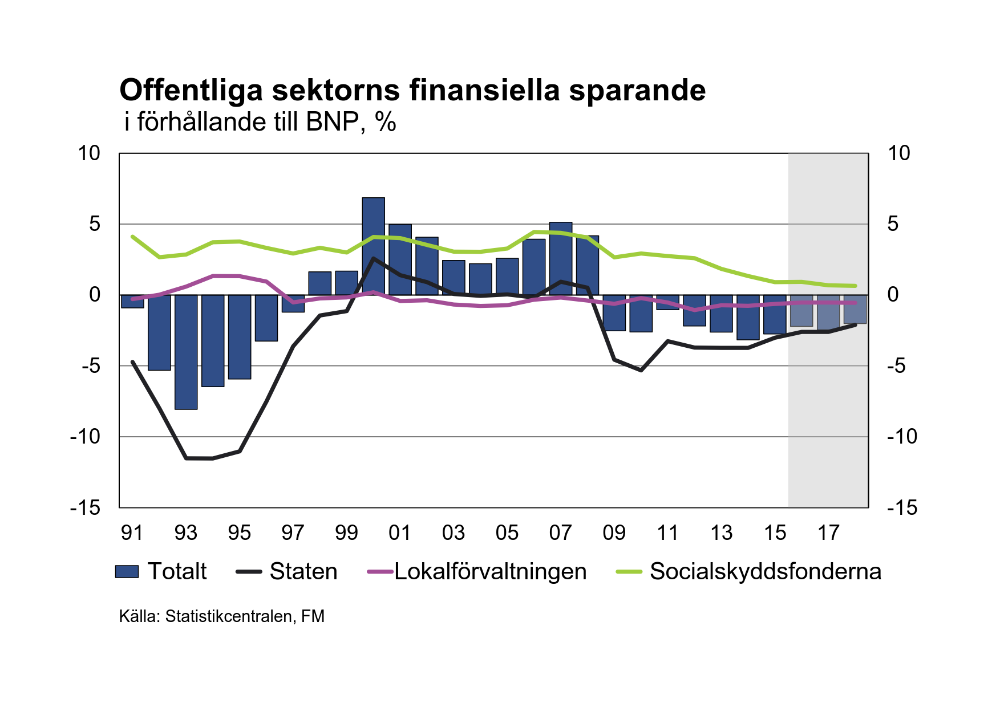 Offentliga sektorns finansiella sparande
i förhållande till BNP, %
10 10
5 5
0 0
-5 -5
-10 -10
-15 -15
91 93 95 97 99 01 03 05 07 09 11 13 15 17
Totalt Staten Lokalförvaltningen Socialskyddsfonderna
Källa: Statistikcentralen, FM